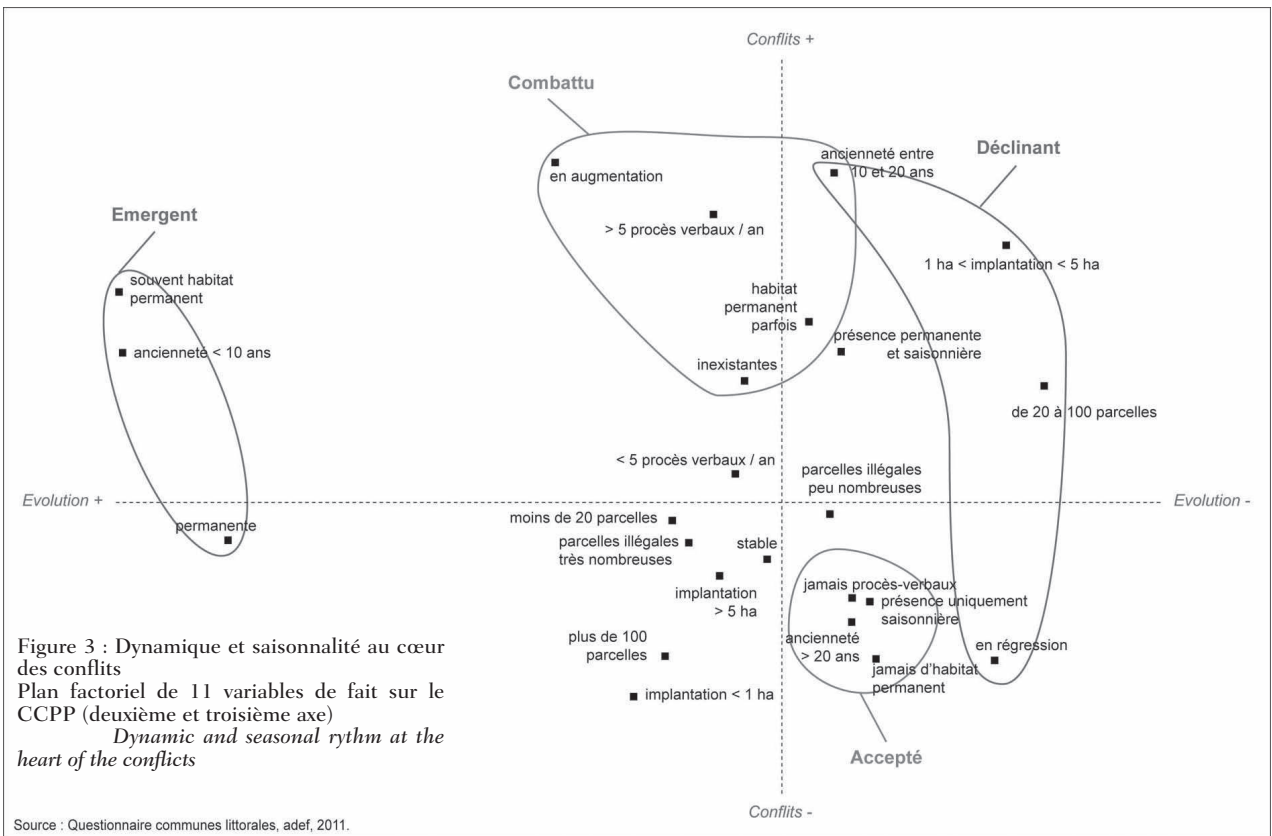 Conflits +
Combattu
ancienneté entre
10 et 20 ans
Déclinant
en augmentation
Emergent
> 5 procès verbaux / an
1 ha < implantation < 5 ha
souvent habitat
permanent
habitat
permanent
parfois
ancienneté < 10 ans
présence permanente
et saisonnière
inexistantes
de 20 à 100 parcelles
< 5 procès verbaux / an
parcelles illégales
peu nombreuses
Evolution +
Evolution -
permanente
moins de 20 parcelles
parcelles illégales
très nombreuses
stable
implantation
> 5 ha
jamais procès-verbaux
présence uniquement
saisonnière
plus de 100
parcelles
ancienneté
> 20 ans
en régression
jamais d'habitat
permanent
implantation < 1 ha
Accepté
Conflits -
Figure 3 : Dynamique et saisonnalité au cœur
des conflits
Plan factoriel de 11 variables de fait sur le
CCPP (deuxième et troisième axe)
Dynamic and seasonal rythm at the
heart of the conflicts
Source : Questionnaire communes littorales, adef, 2011.